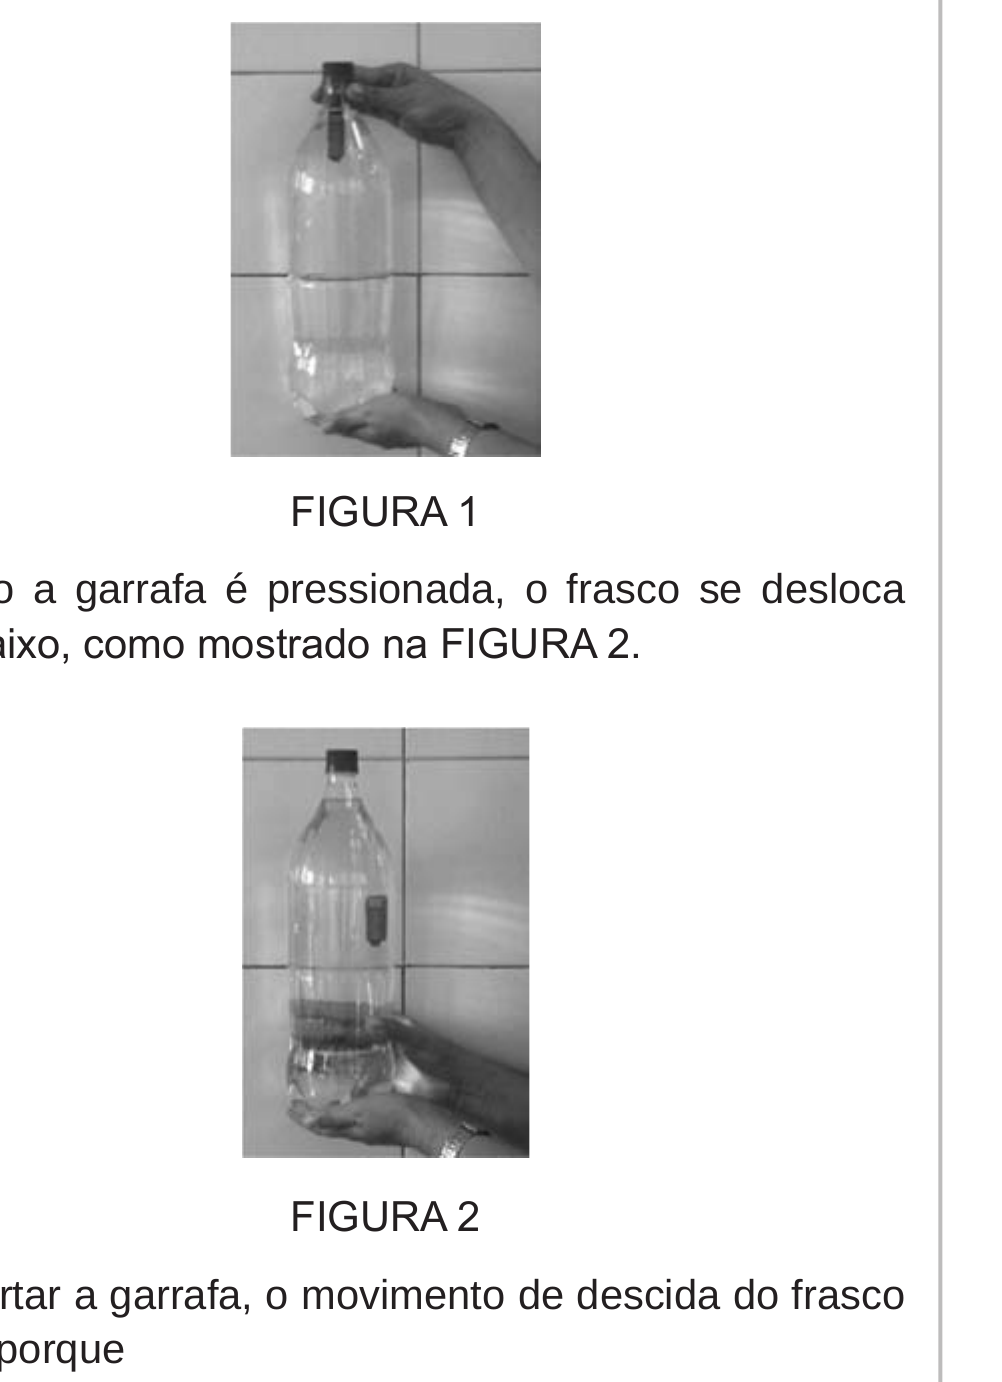 FIGURA 1
o a garrafa é pressionada, o frasco se desloca
aixo, como mostrado na FIGURA 2.
FIGURA 2
rtar a garrafa, o movimento de descida do frasco
porque